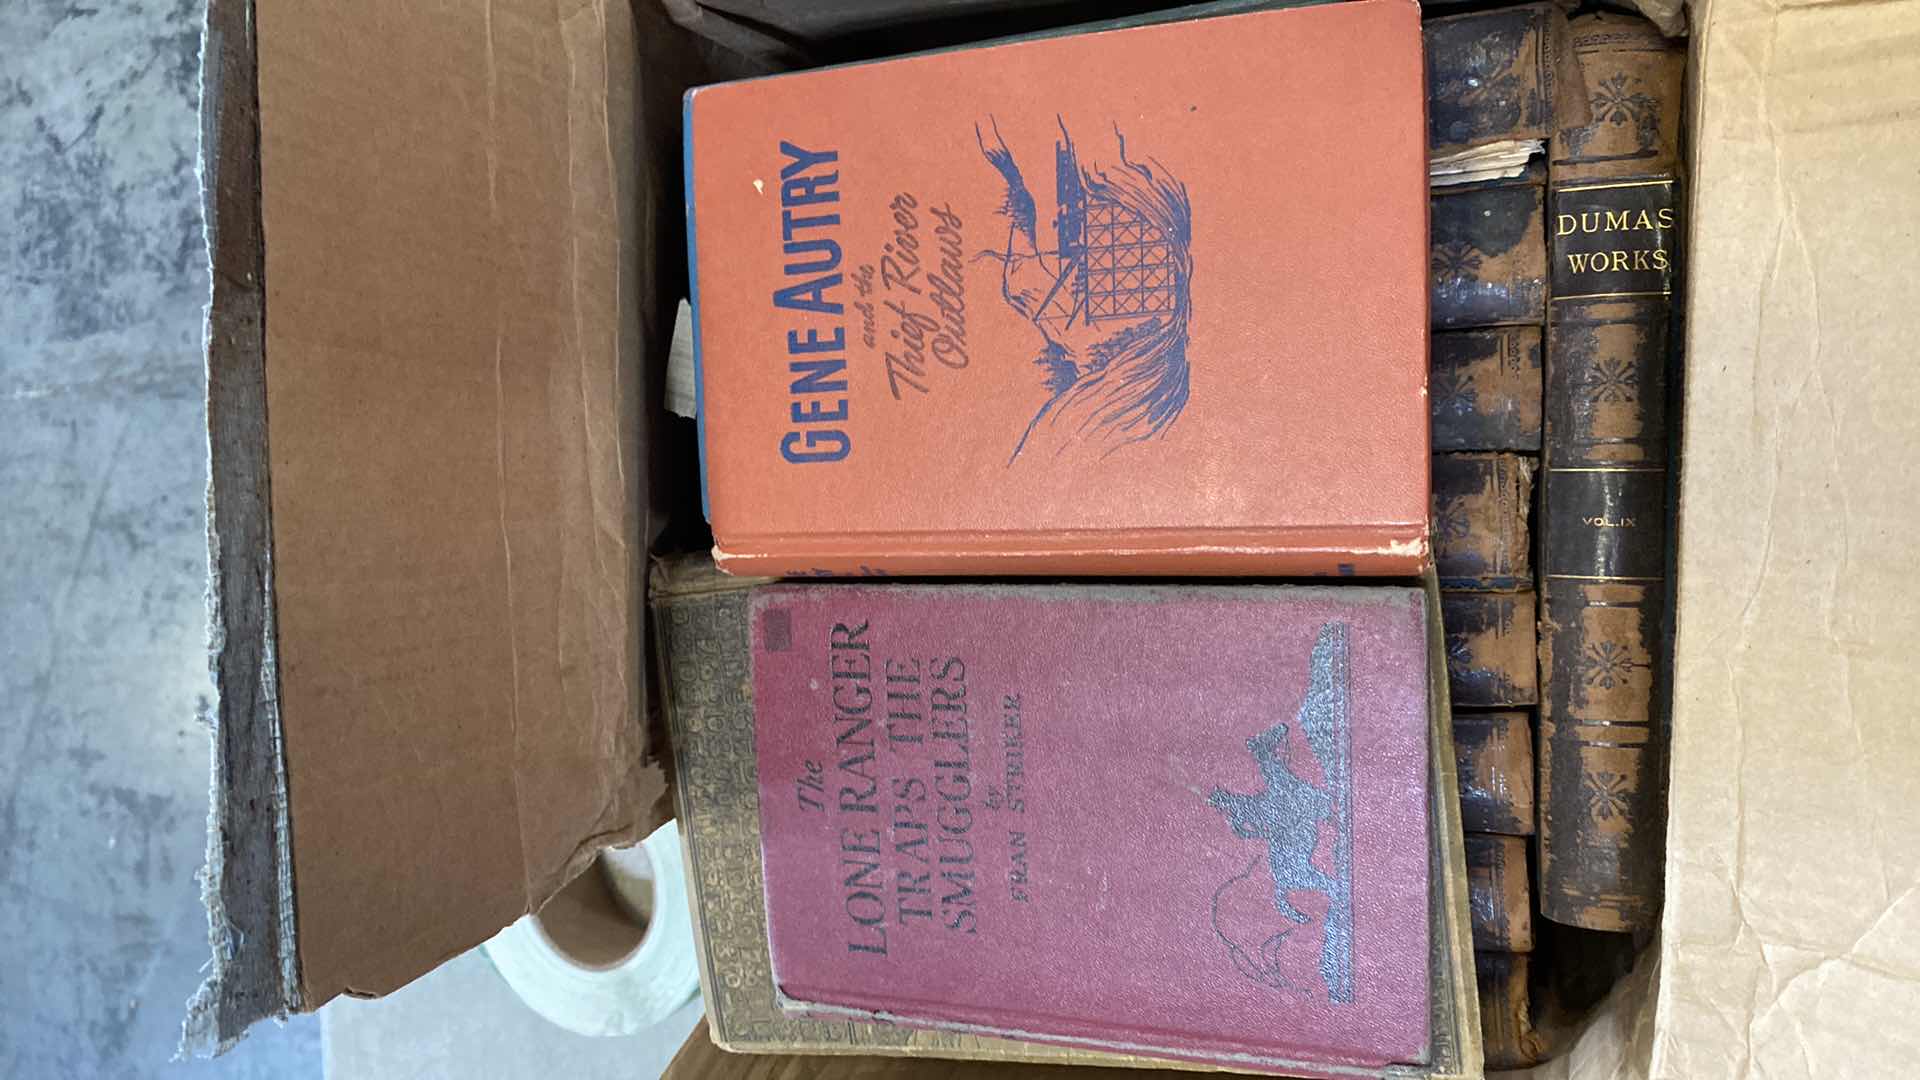 GENE AUTRY
and the
Thief River
Outlaws
The
LONE RANGER
TRAPS THE
SMUGGLERS
by
FRAN STRIKER
DUMAS
WORKS
VOL.IX